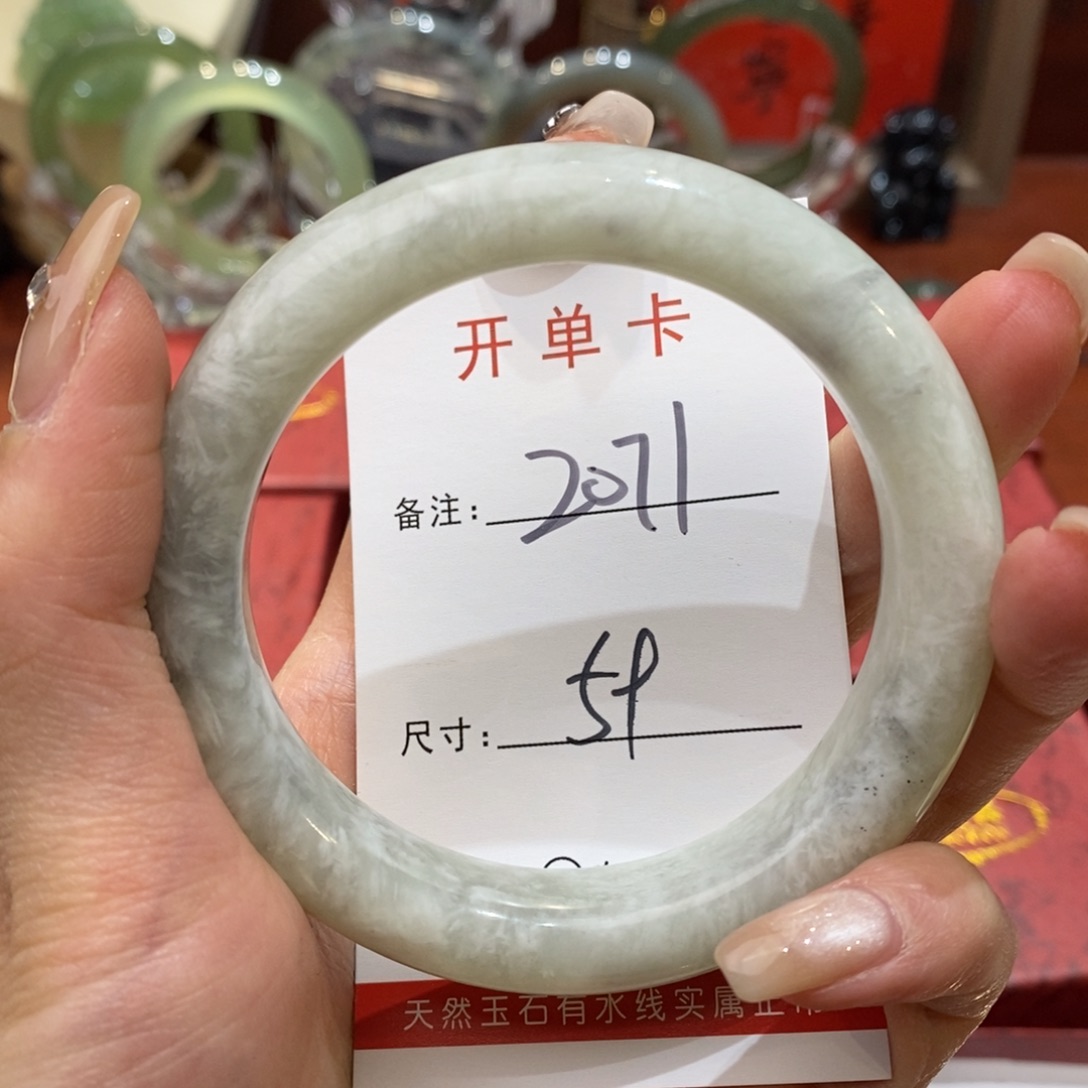 开单卡
备注: 2071
尺寸: 59
天然玉石有水线实属正常